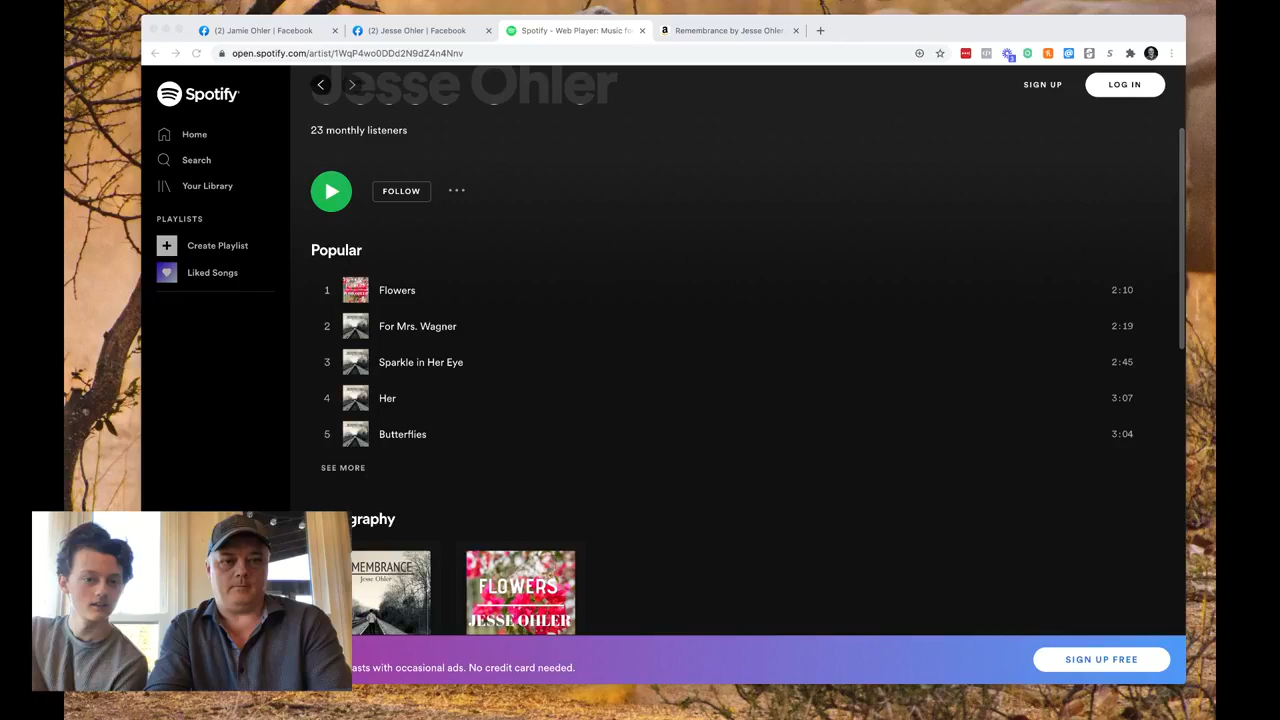 (2) Jamie Ohler | Facebook
(2) Jesse Ohler | Facebook
Spotify - Web Player: Music fo
Remembrance by Jesse Ohler
open.spotify.com/artist/1WqP4wo0DDd2N9dZ4n4Nnv
Spotify
Jesse Ohler
SIGN UP
LOG IN
Home
Search
Your Library
PLAYLISTS
Create Playlist
Liked Songs
23 monthly listeners
FOLLOW
Popular
1 Flowers 2:10
2 For Mrs. Wagner 2:19
3 Sparkle in Her Eye 2:45
4 Her 3:07
5 Butterflies 3:04
SEE MORE
ography
MEMBRANCE
Jesse Ohler
FLOWERS
JESSE OHLER
asts with occasional ads. No credit card needed.
SIGN UP FREE